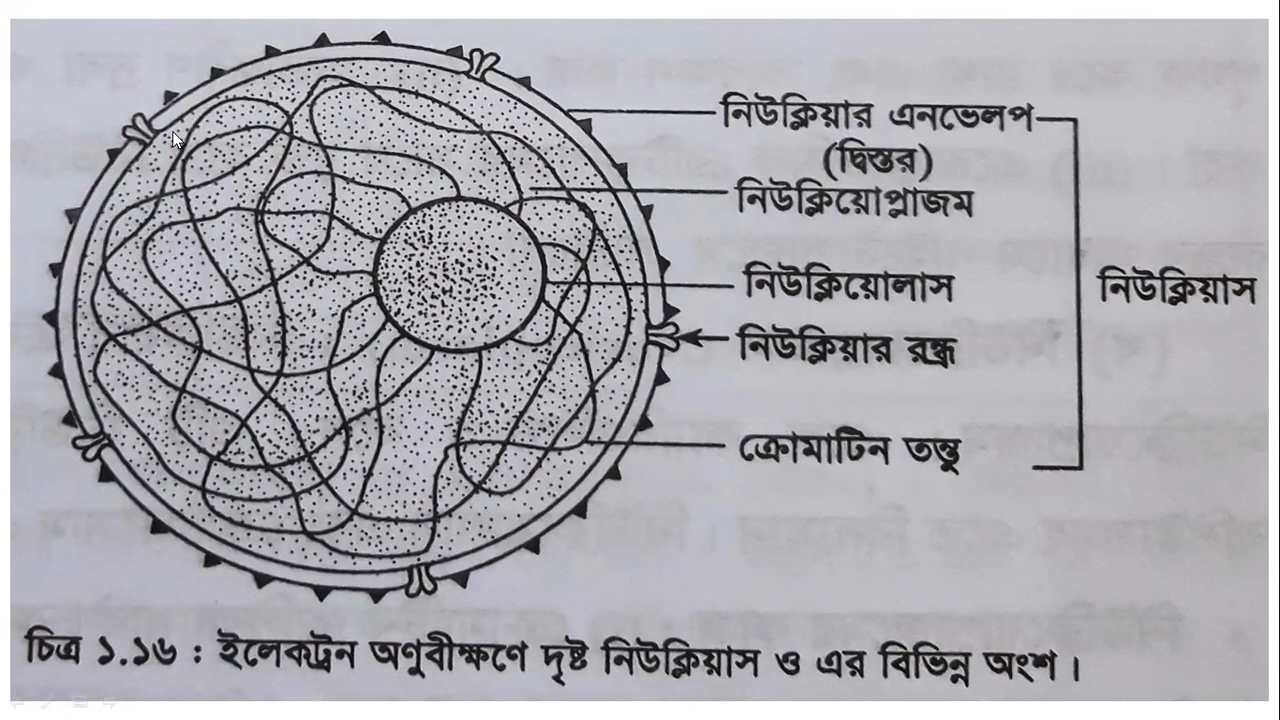 নিউক্লিয়ার এনভেলপ
(দ্বিস্তর)
নিউক্লিয়োপ্লাজম
নিউক্লিয়োলাস
নিউক্লিয়াস
নিউক্লিয়ার রন্ধ্র
ক্রোমাটিন তন্তু
চিত্র ১.১৬ : ইলেকট্রন অণুবীক্ষণে দৃষ্ট নিউক্লিয়াস ও এর বিভিন্ন অংশ।